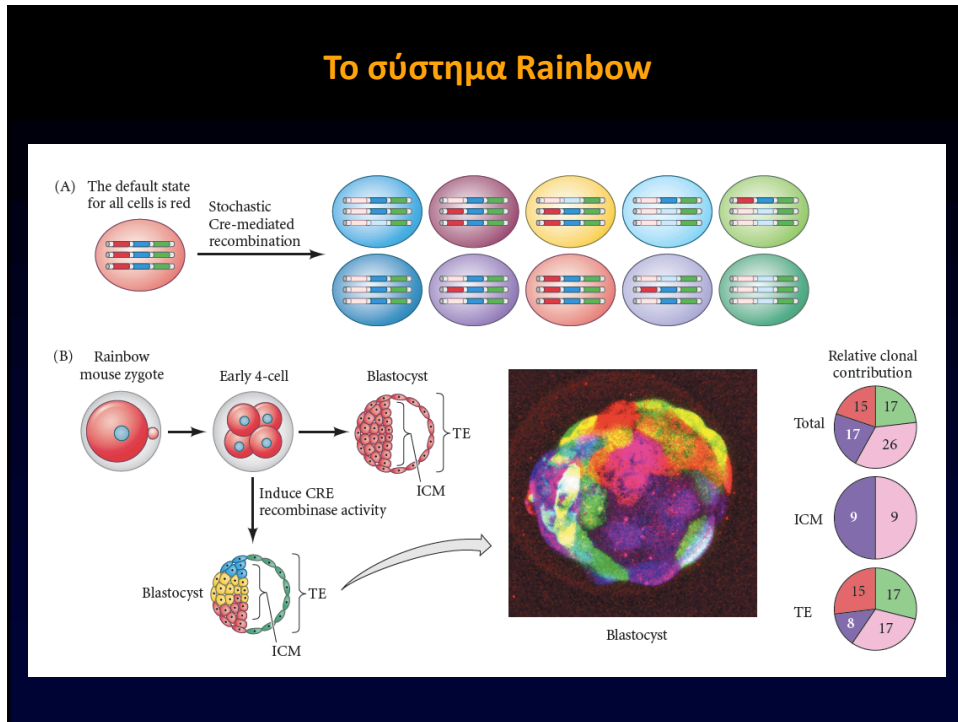 Το σύστημα Rainbow
(A) The default state
for all cells is red
Stochastic
Cre-mediated
recombination
(B) Rainbow
mouse zygote
Early 4-cell
Blastocyst
TE
ICM
Induce CRE
recombinase activity
Blastocyst
TE
ICM
Blastocyst
Relative clonal
contribution
Total
15 17
17 26
ICM
9 9
TE
15 17
8 17